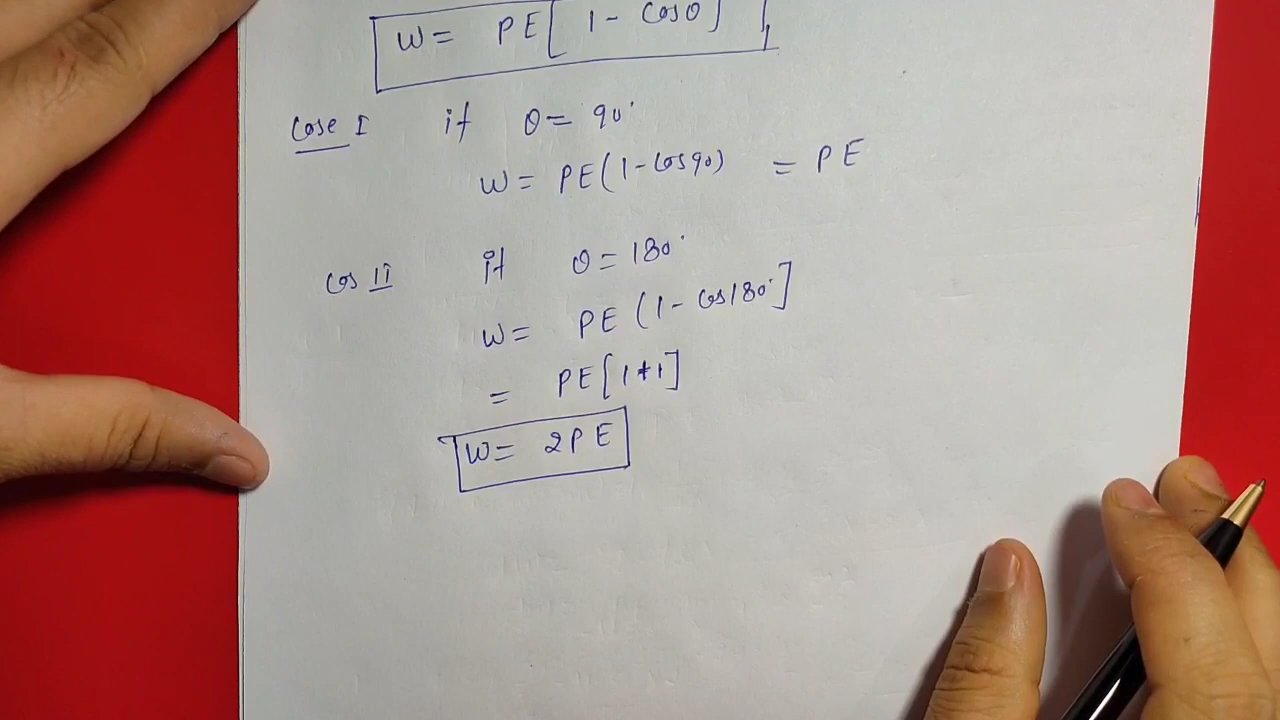 W = PE[ 1 - Cosθ ]
Case I if θ = 90°
W = PE(1 - Cos90) = PE
Cos II if θ = 180°
W = PE (1 - Cos180°]
= PE[1+1]
W = 2PE